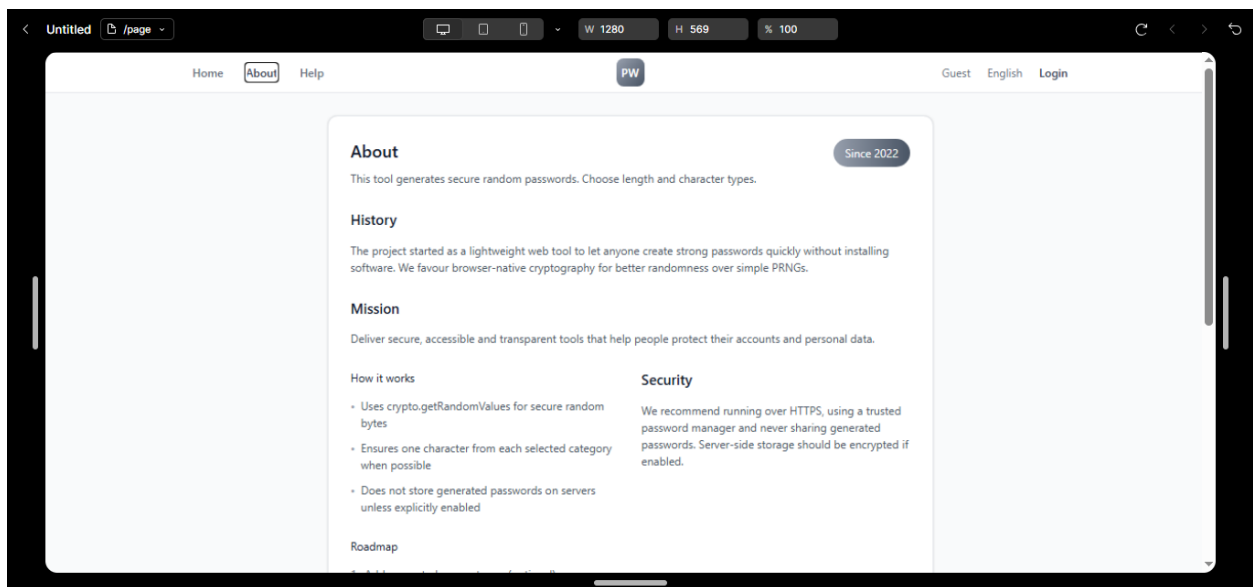 Untitled /page W 1280 H 569 % 100
Home About Help PW Guest English Login
About
Since 2022
This tool generates secure random passwords. Choose length and character types.
History
The project started as a lightweight web tool to let anyone create strong passwords quickly without installing
software. We favour browser-native cryptography for better randomness over simple PRNGs.
Mission
Deliver secure, accessible and transparent tools that help people protect their accounts and personal data.
How it works
• Uses crypto.getRandomValues for secure random
bytes
• Ensures one character from each selected category
when possible
• Does not store generated passwords on servers
unless explicitly enabled
Security
We recommend running over HTTPS, using a trusted
password manager and never sharing generated
passwords. Server-side storage should be encrypted if
enabled.
Roadmap